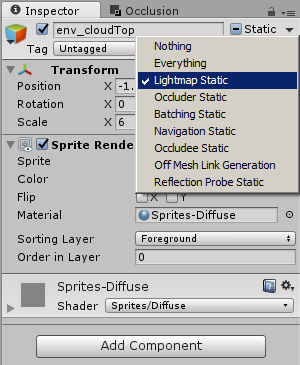 Inspector Occlusion
env_cloudTop Static
Tag Untagged
Nothing
Everything
Lightmap Static
Occluder Static
Batching Static
Navigation Static
Occludee Static
Off Mesh Link Generation
Reflection Probe Static
Transform
Position X -1.
Rotation X 0
Scale X 6
Sprite Rende
Sprite
Color
Flip X Y
Material Sprites-Diffuse
Sorting Layer Foreground
Order in Layer 0
Sprites-Diffuse
Shader Sprites/Diffuse
Add Component